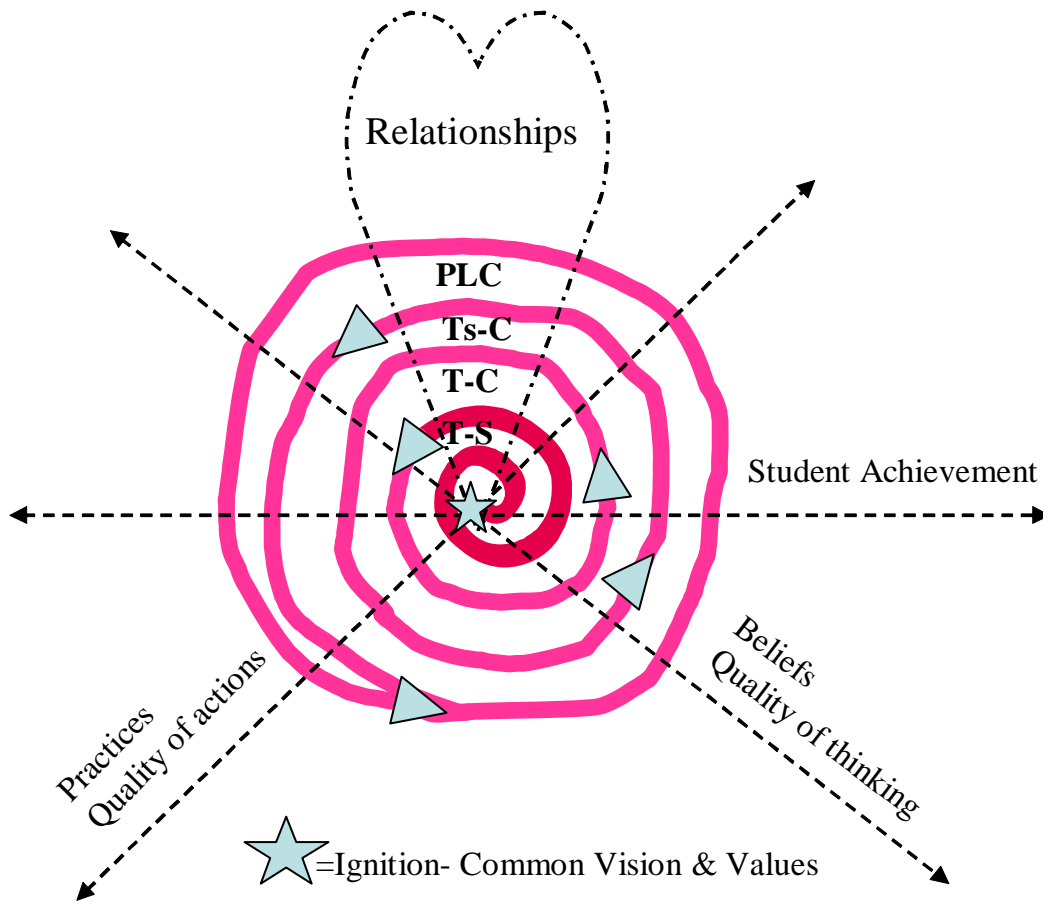 Relationships
PLC
Ts-C
T-C
T-S
Student Achievement
Beliefs
Quality of thinking
Practices
Quality of actions
=Ignition- Common Vision & Values